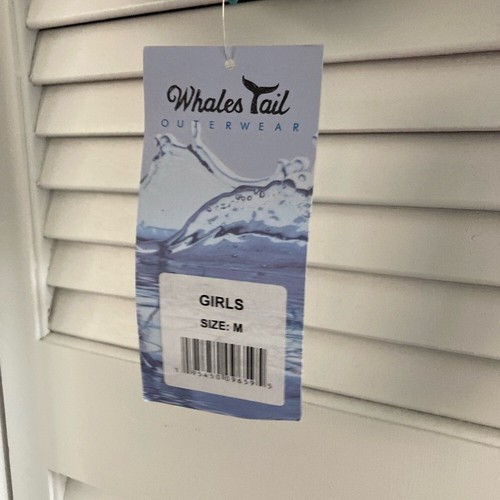 Whales Tail
OUTERWEAR
GIRLS
SIZE: M